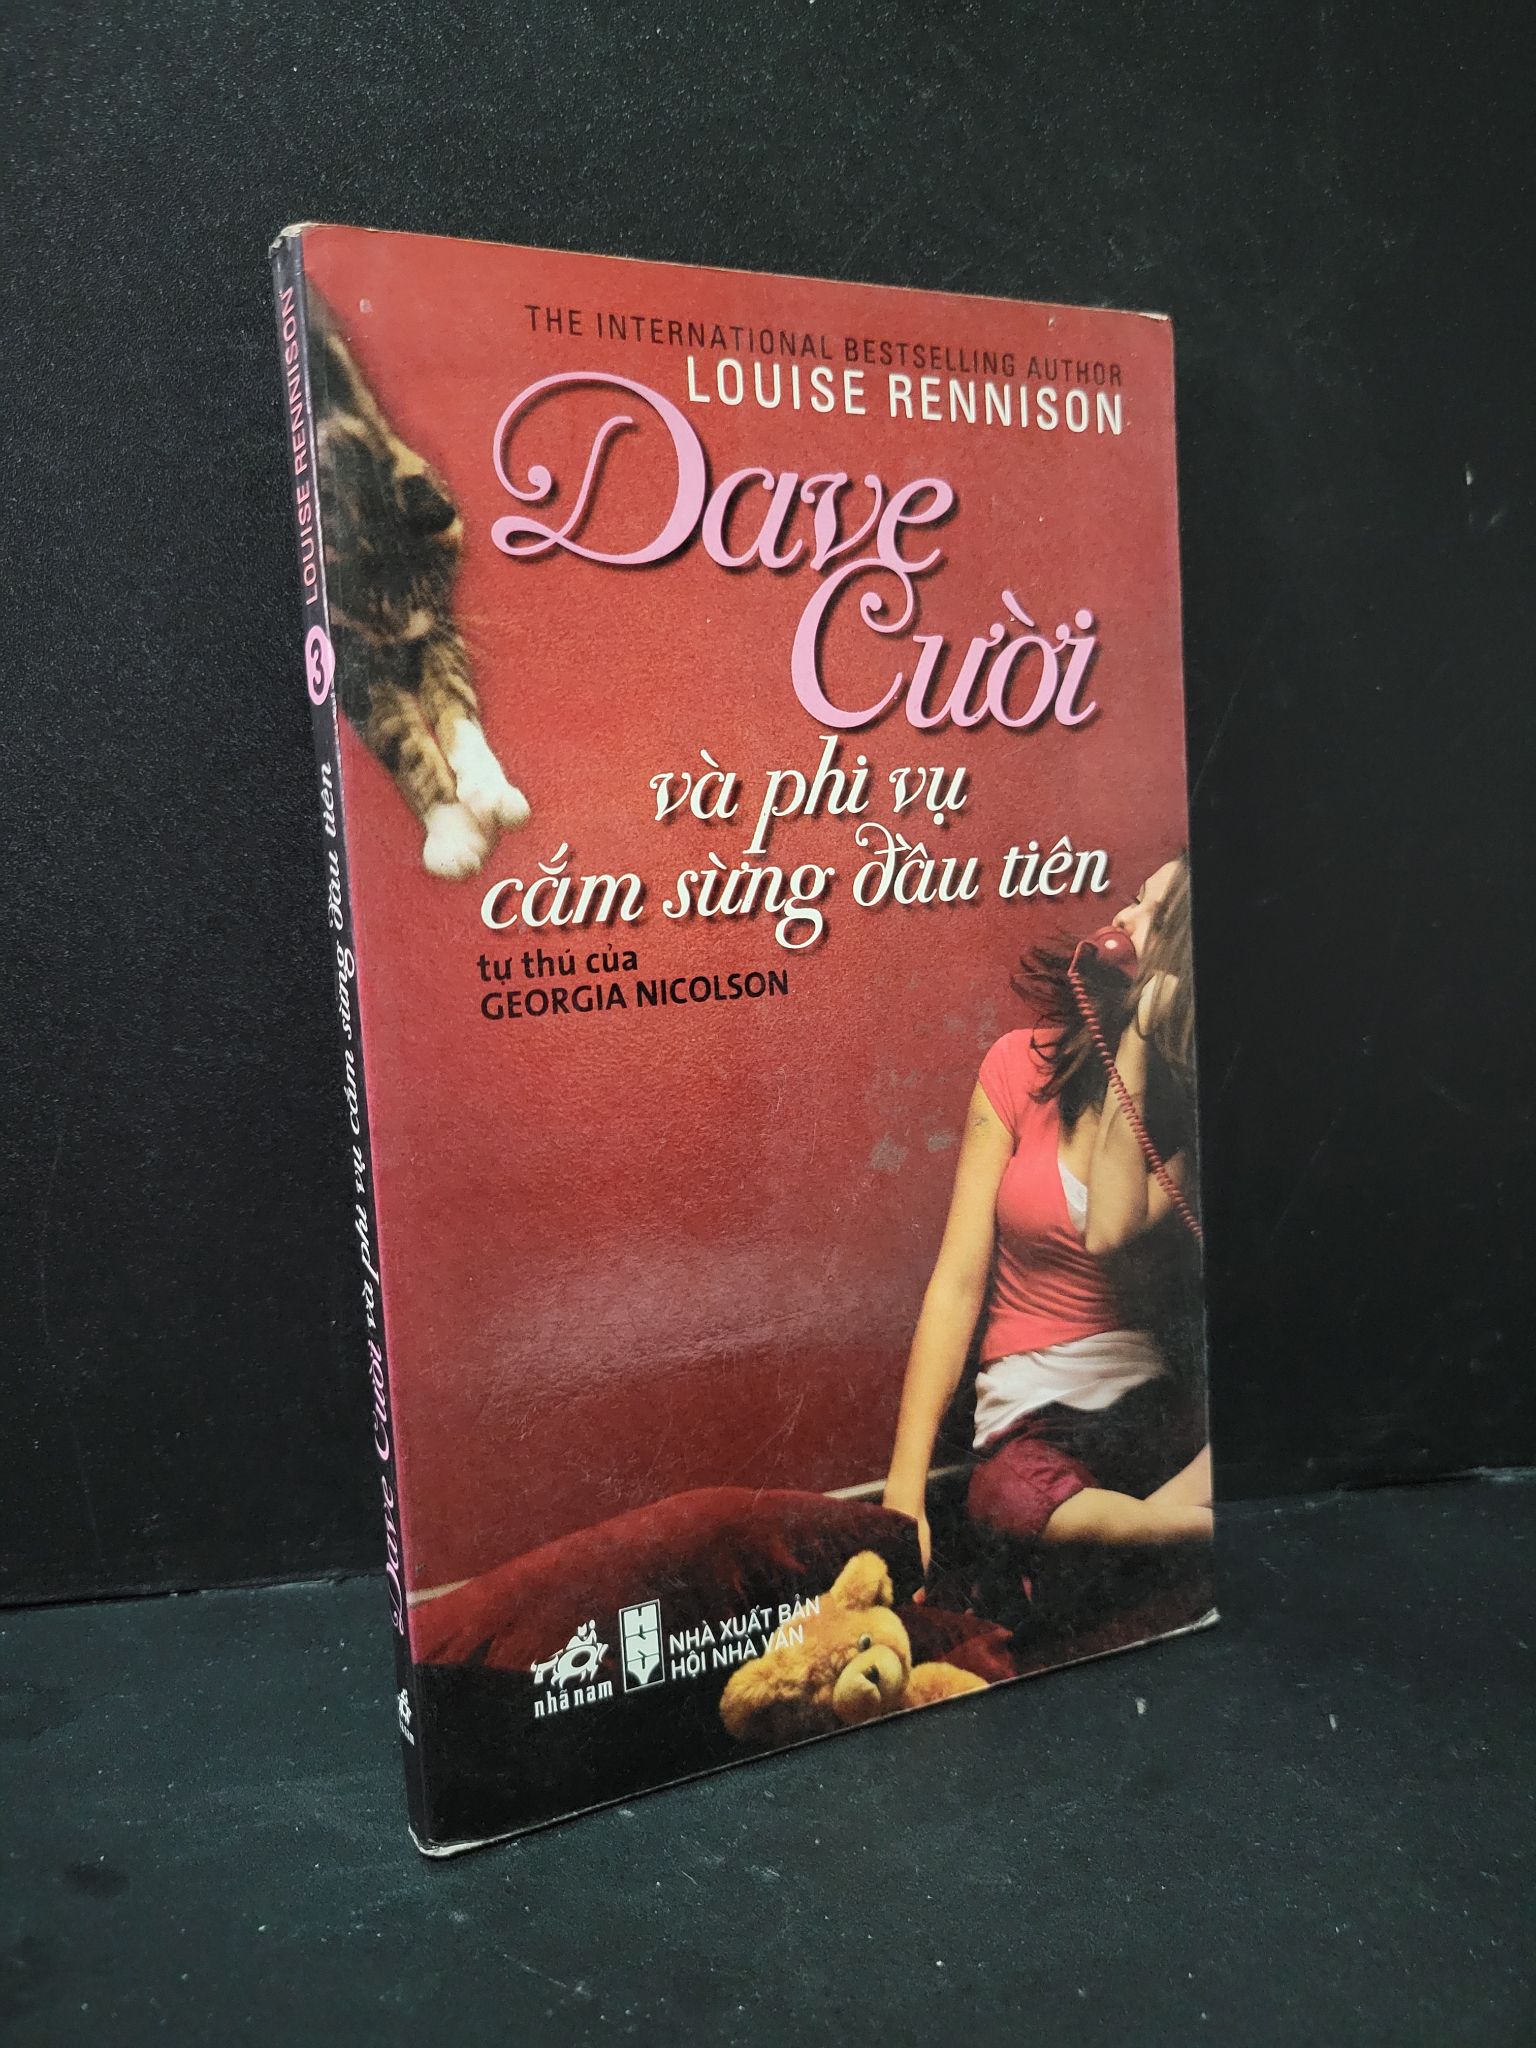 THE INTERNATIONAL BESTSELLING AUTHOR
LOUISE RENNISON
Dave
Cười
và phi vụ
cắm sừng đầu tiên
tự thú của
GEORGIA NICOLSON
nhã nam
NHÀ XUẤT BẢN
HỘI NHÀ VĂN
LOUISE RENNISON
3
Dave Cười và phi vụ cắm sừng đầu tiên